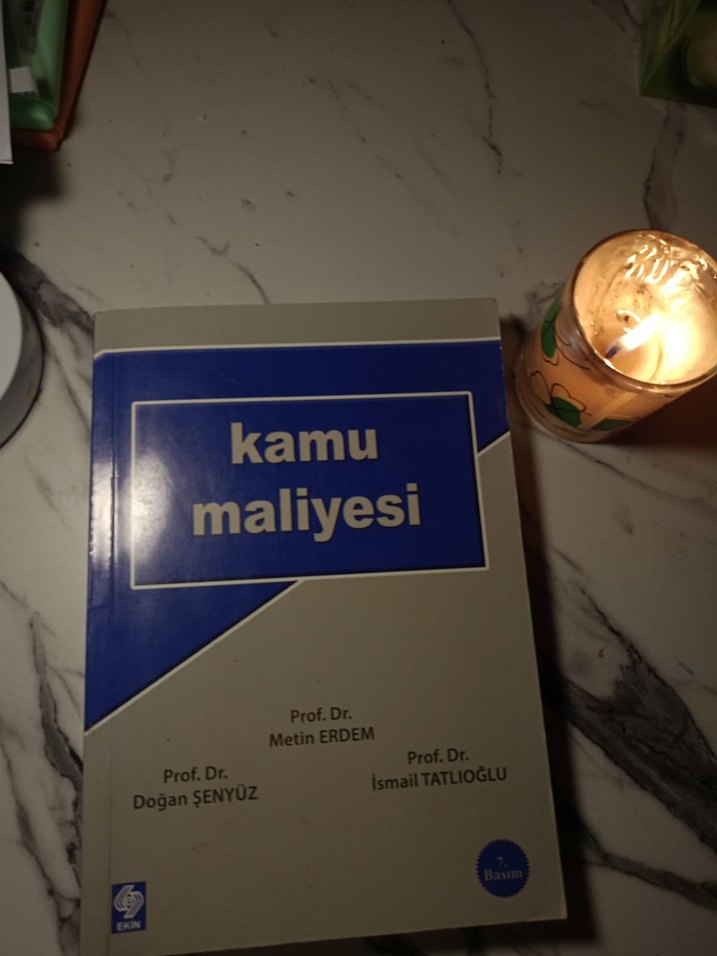 kamu
maliyesi
Prof. Dr.
Metin ERDEM
Prof. Dr.
Doğan ŞENYÜZ
Prof. Dr.
İsmail TATLIOĞLU
7.
Basım
EKİN